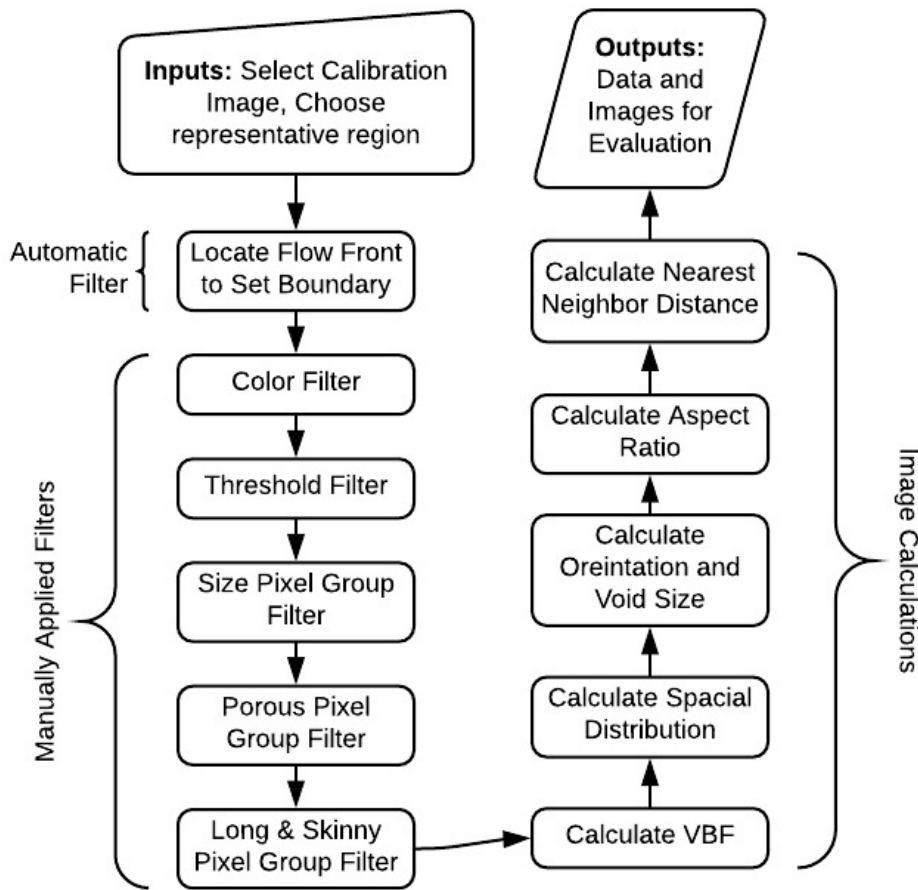 Inputs: Select Calibration
Image, Choose
representative region
Automatic
Filter
Locate Flow Front
to Set Boundary
Manually Applied Filters
Color Filter
Threshold Filter
Size Pixel Group
Filter
Porous Pixel
Group Filter
Long & Skinny
Pixel Group Filter
Calculate VBF
Calculate Spacial
Distribution
Calculate
Oreintation and
Void Size
Calculate Aspect
Ratio
Calculate Nearest
Neighbor Distance
Image Calculations
Outputs:
Data and
Images for
Evaluation